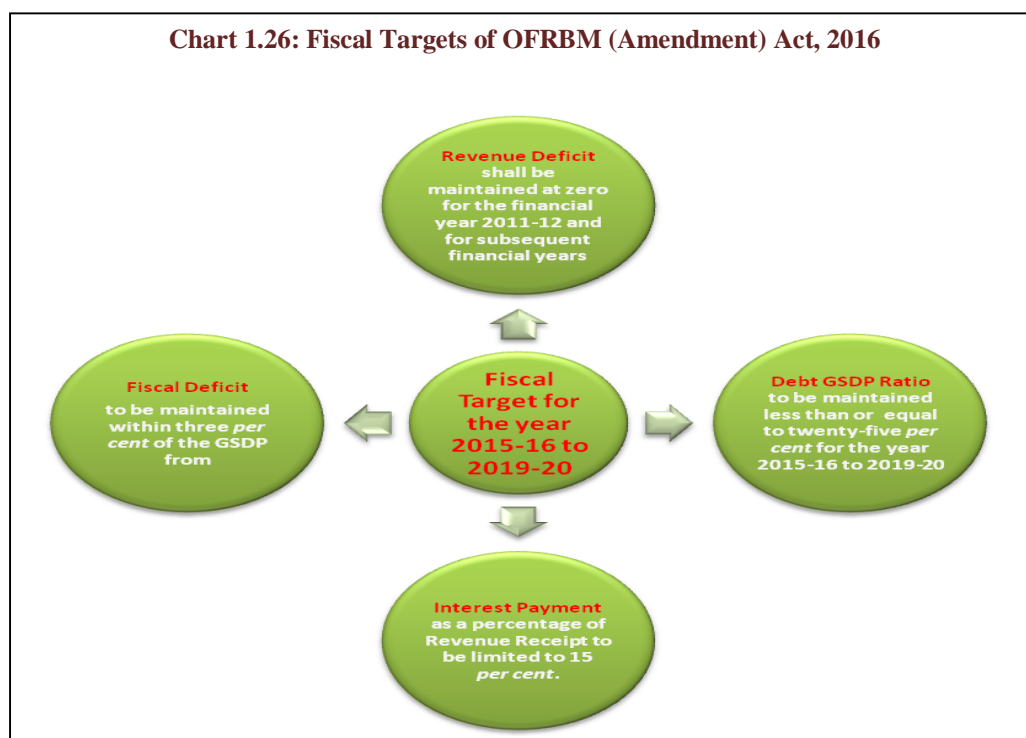 Chart 1.26: Fiscal Targets of OFRBM (Amendment) Act, 2016
Revenue Deficit
shall be
maintained at zero
for the financial
year 2011-12 and
for subsequent
financial years
Fiscal Deficit
to be maintained
within three per
cent of the GSDP
from
Fiscal
Target for
the year
2015-16 to
2019-20
Debt GSDP Ratio
to be maintained
less than or equal
to twenty-five per
cent for the year
2015-16 to 2019-20
Interest Payment
as a percentage of
Revenue Receipt to
be limited to 15
per cent.